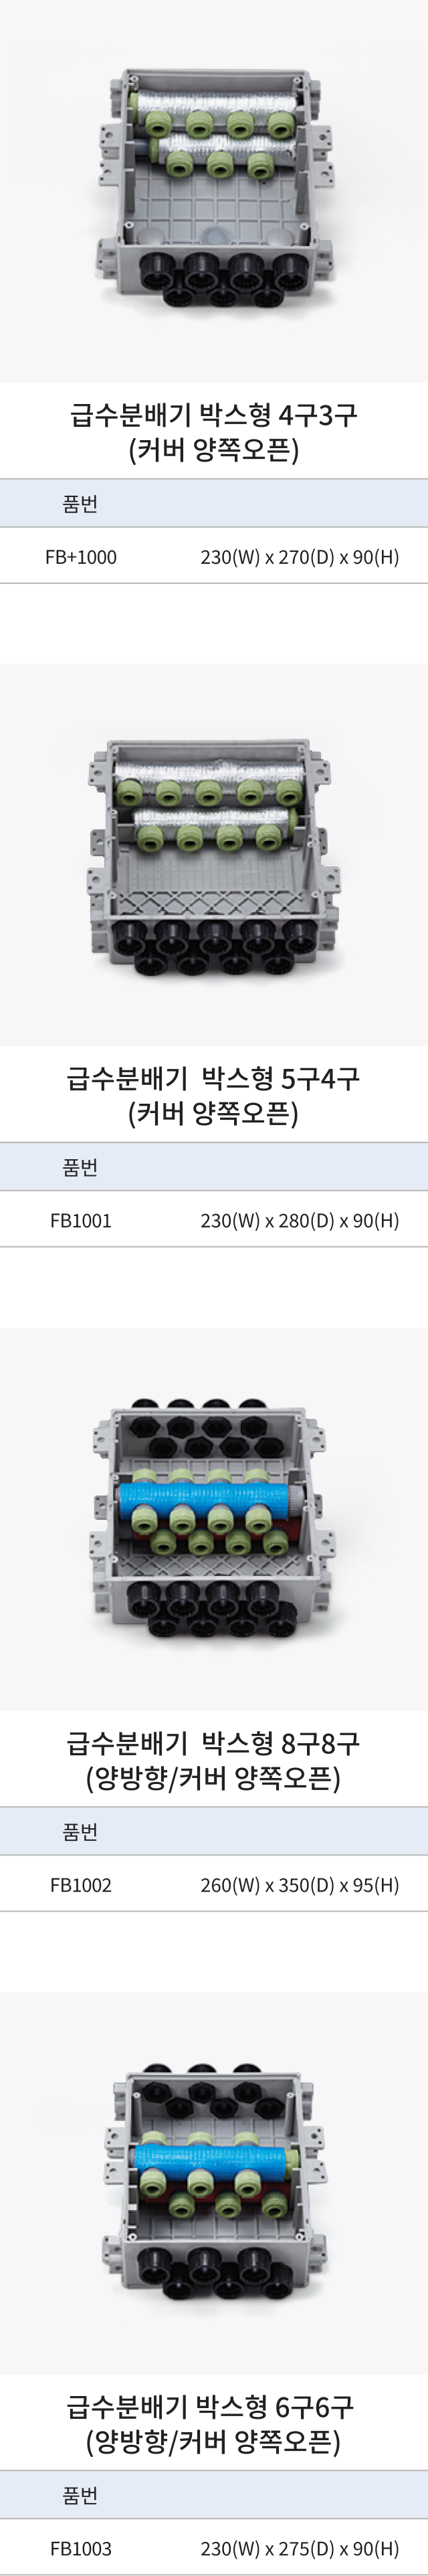 급수분배기 박스형 4구3구
(커버 양쪽오픈)
품번
FB+1000 230(W) x 270(D) x 90(H)
급수분배기 박스형 5구4구
(커버 양쪽오픈)
품번
FB1001 230(W) x 280(D) x 90(H)
급수분배기 박스형 8구8구
(양방향/커버 양쪽오픈)
품번
FB1002 260(W) x 350(D) x 95(H)
급수분배기 박스형 6구6구
(양방향/커버 양쪽오픈)
품번
FB1003 230(W) x 275(D) x 90(H)